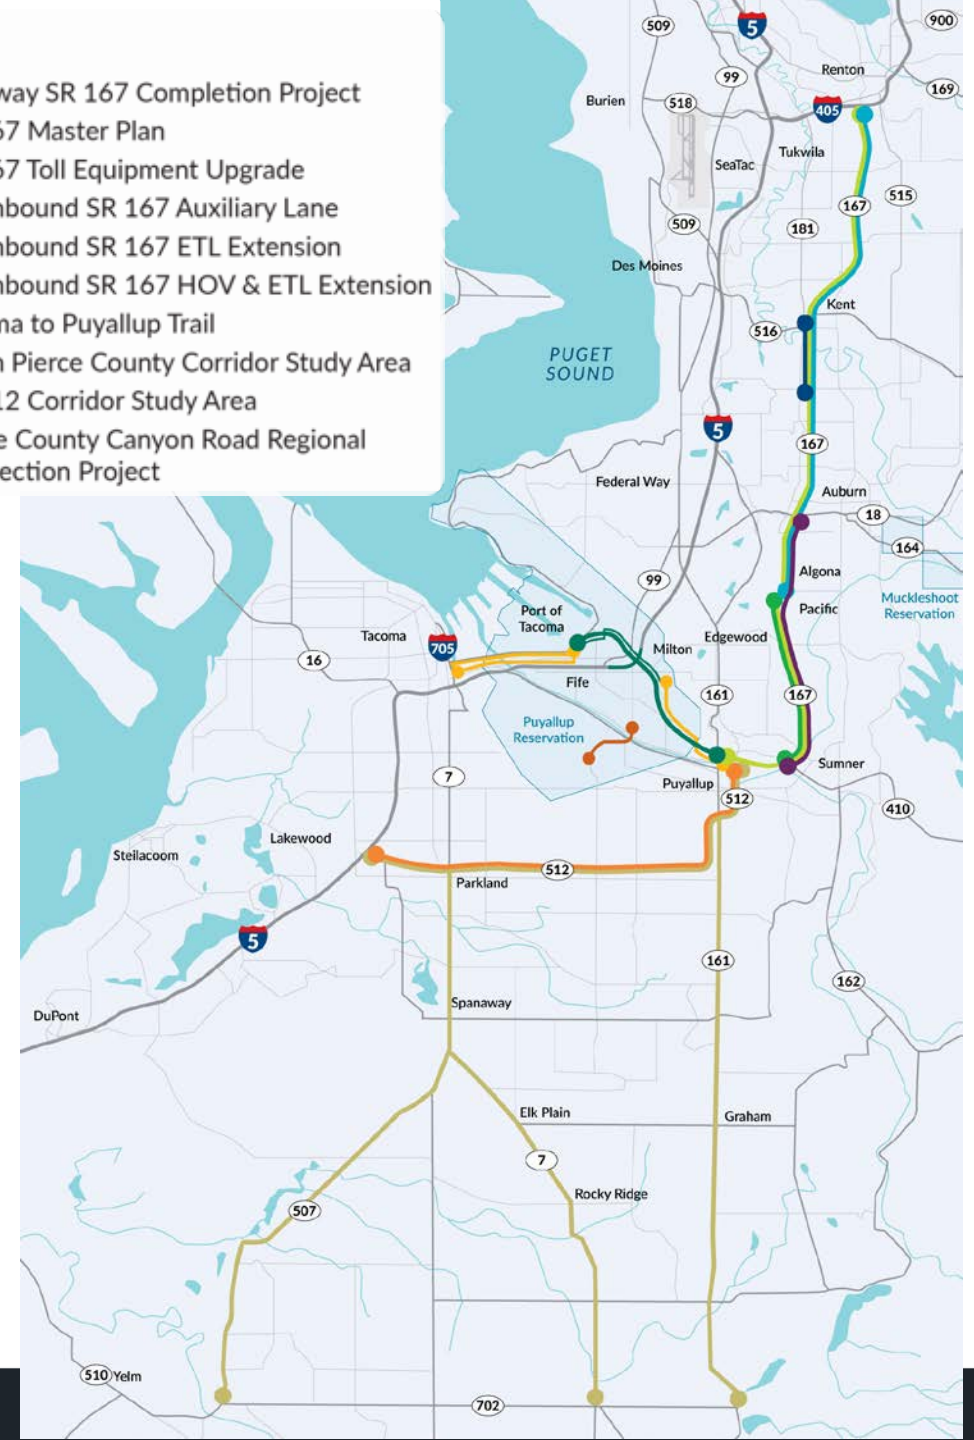 way SR 167 Completion Project
67 Master Plan
67 Toll Equipment Upgrade
nbound SR 167 Auxiliary Lane
nbound SR 167 ETL Extension
nbound SR 167 HOV & ETL Extension
ma to Puyallup Trail
n Pierce County Corridor Study Area
12 Corridor Study Area
e County Canyon Road Regional
ection Project
509
5
900
99
Renton
169
Burien
518
405
SeaTac
Tukwila
167
515
509
181
Des Moines
Kent
516
PUGET
SOUND
5
167
Federal Way
Auburn
18
164
99
Algona
Muckleshoot
Reservation
Pacific
Port of
Tacoma
Tacoma
705
Edgewood
Milton
16
Fife
161
167
Puyallup
Reservation
Sumner
7
Puyallup
512
410
Lakewood
Steilacoom
512
Parkland
5
161
162
Spanaway
DuPont
Elk Plain
Graham
7
Rocky Ridge
507
510
Yelm
702